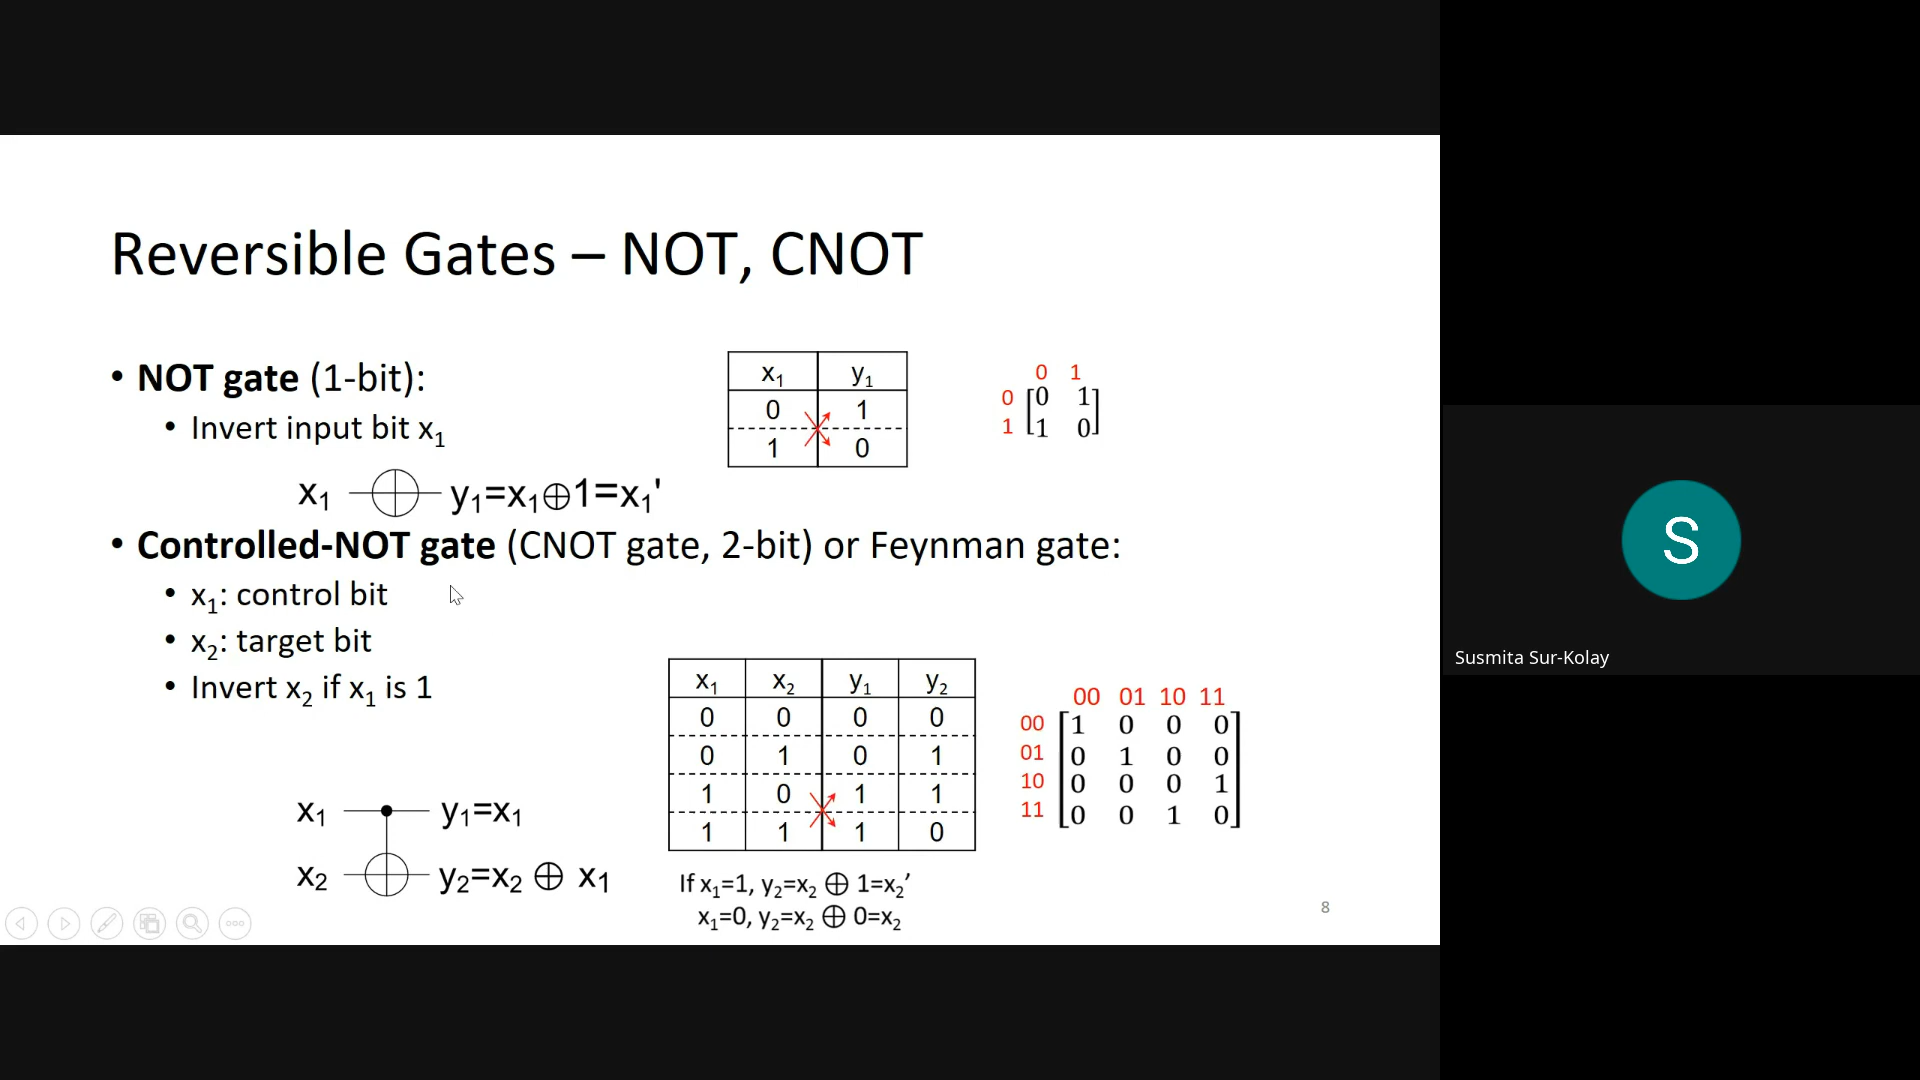 Reversible Gates – NOT, CNOT
• NOT gate (1-bit):
• Invert input bit x₁
x₁ y₁=x₁⊕1=x₁'
x₁ y₁
0 1
1 0
0 1
0 [0 1]
1 [1 0]
• Controlled-NOT gate (CNOT gate, 2-bit) or Feynman gate:
• x₁: control bit
• x₂: target bit
• Invert x₂ if x₁ is 1
x₁ y₁=x₁
x₂ y₂=x₂ ⊕ x₁
x₁ x₂ y₁ y₂
0 0 0 0
0 1 0 1
1 0 1 1
1 1 1 0
If x₁=1, y₂=x₂ ⊕ 1=x₂’
x₁=0, y₂=x₂ ⊕ 0=x₂
00 01 10 11
00 [1 0 0 0]
01 [0 1 0 0]
10 [0 0 0 1]
11 [0 0 1 0]
8
S
Susmita Sur-Kolay